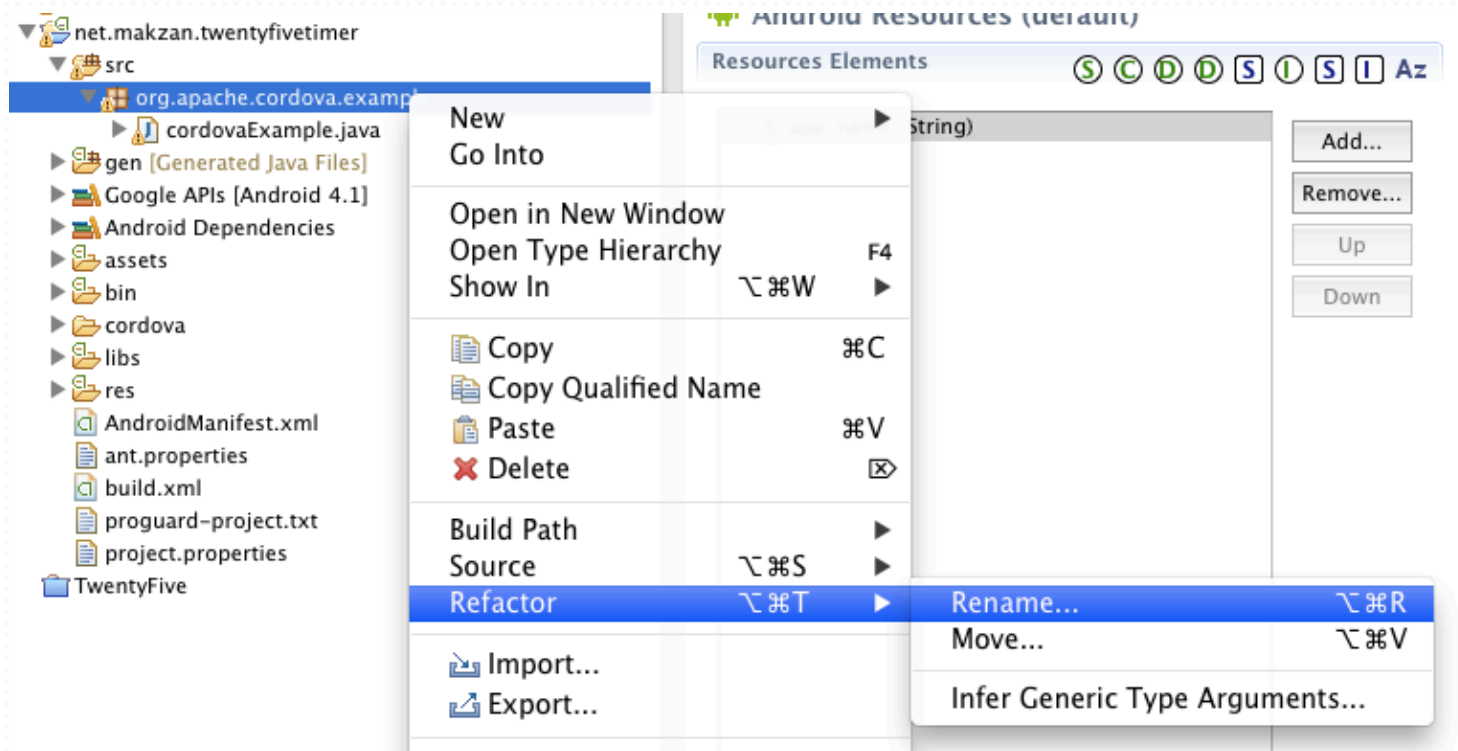 net.makzan.twentyfivetimer
src
org.apache.cordova.exampl
cordovaExample.java
gen [Generated Java Files]
Google APIs [Android 4.1]
Android Dependencies
assets
bin
cordova
libs
res
AndroidManifest.xml
ant.properties
build.xml
proguard-project.txt
project.properties
TwentyFive
New
Go Into
Open in New Window
Open Type Hierarchy F4
Show In ⌥⌘W
Copy ⌘C
Copy Qualified Name
Paste ⌘V
Delete ⌦
Build Path
Source ⌥⌘S
Refactor ⌥⌘T
Import...
Export...
Rename... ⌥⌘R
Move... ⌥⌘V
Infer Generic Type Arguments...
Android Resources (default)
Resources Elements
S C D D S I S I Az
String)
Add...
Remove...
Up
Down